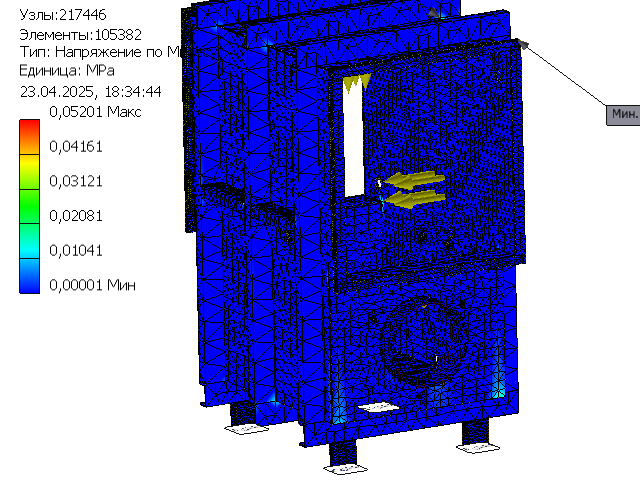 Узлы:217446
Элементы:105382
Тип: Напряжение по М
Единица: MPa
23.04.2025, 18:34:44
0,05201 Макс
0,04161
0,03121
0,02081
0,01041
0,00001 Мин
Мин.